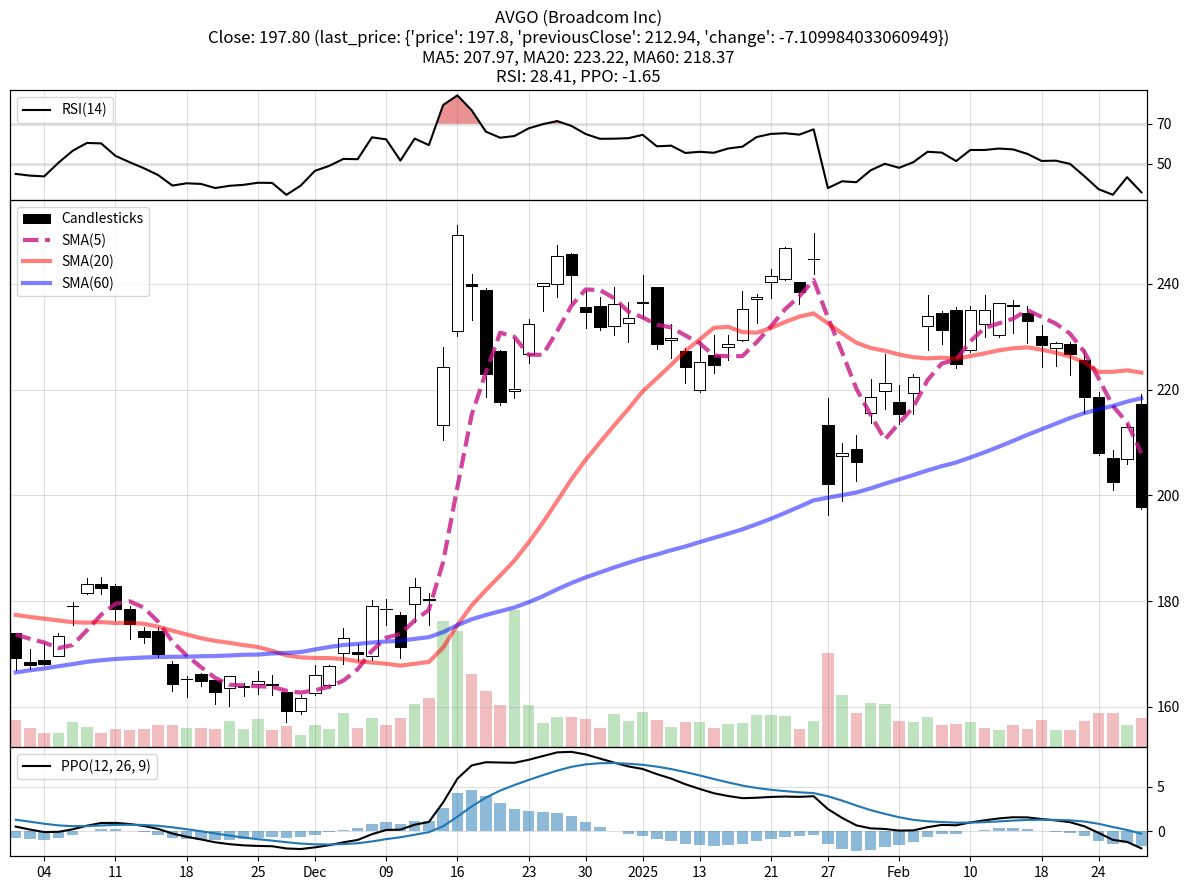 AVGO (Broadcom Inc)
Close: 197.80 (last_price: {'price': 197.8, 'previousClose': 212.94, 'change': -7.109984033060949})
MA5: 207.97, MA20: 223.22, MA60: 218.37
RSI: 28.41, PPO: -1.65
RSI(14)
70
50
Candlesticks
SMA(5)
SMA(20)
SMA(60)
240
220
200
180
160
PPO(12, 26, 9)
5
0
04 11 18 25 Dec 09 16 23 30 2025 13 21 27 Feb 10 18 24